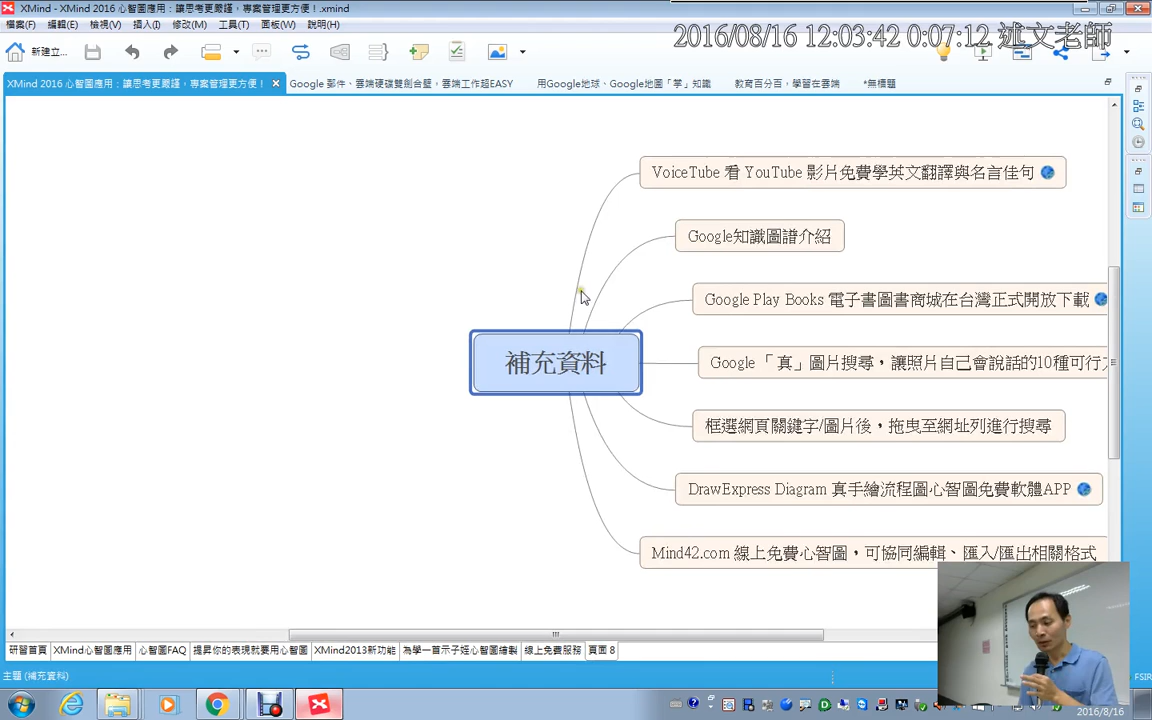 XMind - XMind 2016 心智圖應用：讓思考更嚴謹，專案管理更方便！.xmind
檔案(F) 編輯(E) 檢視(V) 插入(I) 修改(M) 工具(T) 面板(W) 說明(H)
2016/08/16 12:03:42 0:07:12 述文老師
新建立...
XMind 2016 心智圖應用：讓思考更嚴謹，專案管理更方便！ Google 郵件、雲端硬碟雙劍合壁，雲端工作超EASY 用Google地球、Google地圖「掌」知識 教育百分百，學習在雲端 *無標題
VoiceTube 看 YouTube 影片免費學英文翻譯與名言佳句
Google知識圖譜介紹
Google Play Books 電子書圖書商城在台灣正式開放下載
補充資料
Google「真」圖片搜尋，讓照片自己會說話的10種可行
框選網頁關鍵字/圖片後，拖曳至網址列進行搜尋
DrawExpress Diagram 真手繪流程圖心智圖免費軟體APP
Mind42.com 線上免費心智圖，可協同編輯、匯入/匯出相關格式
研習首頁 XMind心智圖應用 心智圖FAQ 提昇你的表現就要用心智圖 XMind2013新功能 為學一首示子姪心智圖繪製 線上免費服務 頁面 8
主題 (補充資料)
FSIR
2016/8/16